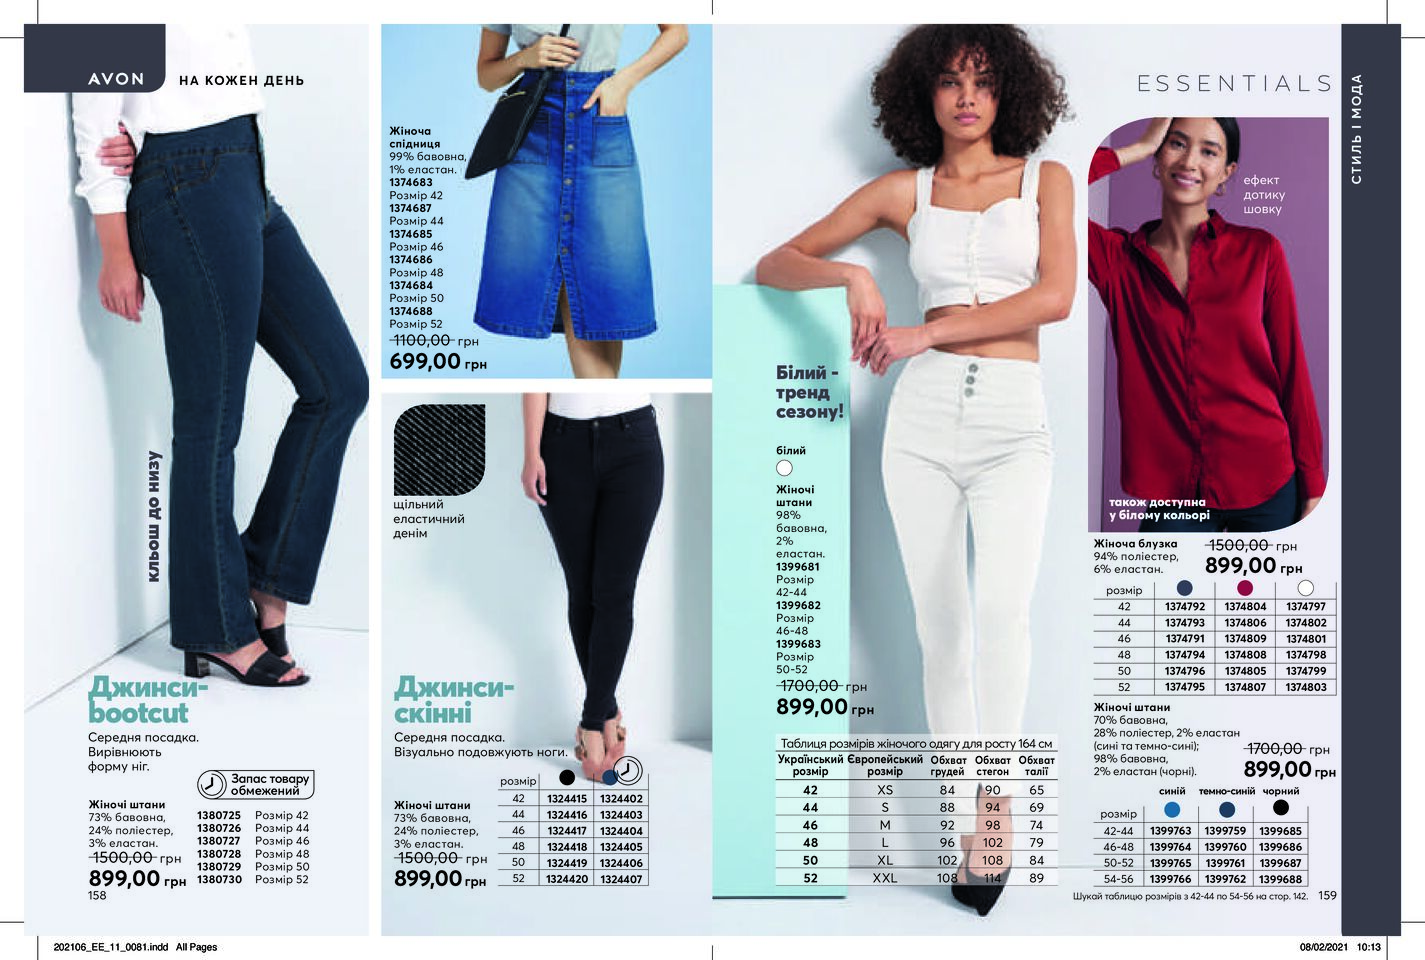 AVON
НА КОЖЕН ДЕНЬ
КЛЬОШ ДО НИЗУ
Джинси-
bootcut
Середня посадка.
Вирівнюють
форму ніг.
Запас товару
обмежений
Жіночі штани
73% бавовна,
24% поліестер,
3% еластан.
1500,00 грн
899,00 грн
1380725 Розмір 42
1380726 Розмір 44
1380727 Розмір 46
1380728 Розмір 48
1380729 Розмір 50
1380730 Розмір 52
158
Жіноча
спідниця
99% бавовна,
1% еластан.
1374683
Розмір 42
1374687
Розмір 44
1374685
Розмір 46
1374686
Розмір 48
1374684
Розмір 50
1374688
Розмір 52
1100,00 грн
699,00 грн
щільний
еластичний
денім
Джинси-
скінні
Середня посадка.
Візуально подовжують ноги.
Жіночі штани
73% бавовна,
24% поліестер,
3% еластан.
1500,00 грн
899,00 грн
розмір
42 1324415 1324402
44 1324416 1324403
46 1324417 1324404
48 1324418 1324405
50 1324419 1324406
52 1324420 1324407
Білий -
тренд
сезону!
білий
Жіночі
штани
98%
бавовна,
2%
еластан.
1399681
Розмір
42-44
1399682
Розмір
46-48
1399683
Розмір
50-52
1700,00 грн
899,00 грн
Таблиця розмірів жіночого одягу для росту 164 см
Український Європейський Обхват Обхват Обхват
розмір розмір грудей стегон талії
42 XS 84 90 65
44 S 88 94 69
46 M 92 98 74
48 L 96 102 79
50 XL 102 108 84
52 XXL 108 114 89
ESSENTIALS
СТИЛЬ І МОДА
ефект
дотику
шовку
також доступна
у білому кольорі
Жіноча блузка
94% поліестер,
6% еластан.
1500,00 грн
899,00 грн
розмір
42 1374792 1374804 1374797
44 1374793 1374806 1374802
46 1374791 1374809 1374801
48 1374794 1374808 1374798
50 1374796 1374805 1374799
52 1374795 1374807 1374803
Жіночі штани
70% бавовна,
28% поліестер, 2% еластан
(сині та темно-сині);
98% бавовна,
2% еластан (чорні).
1700,00 грн
899,00 грн
синій темно-синій чорний
розмір
42-44 1399763 1399759 1399685
46-48 1399764 1399760 1399686
50-52 1399765 1399761 1399687
54-56 1399766 1399762 1399688
Шукай таблицю розмірів з 42-44 по 54-56 на стор. 142. 159
202106_EE_11_0081.indd All Pages
08/02/2021 10:13